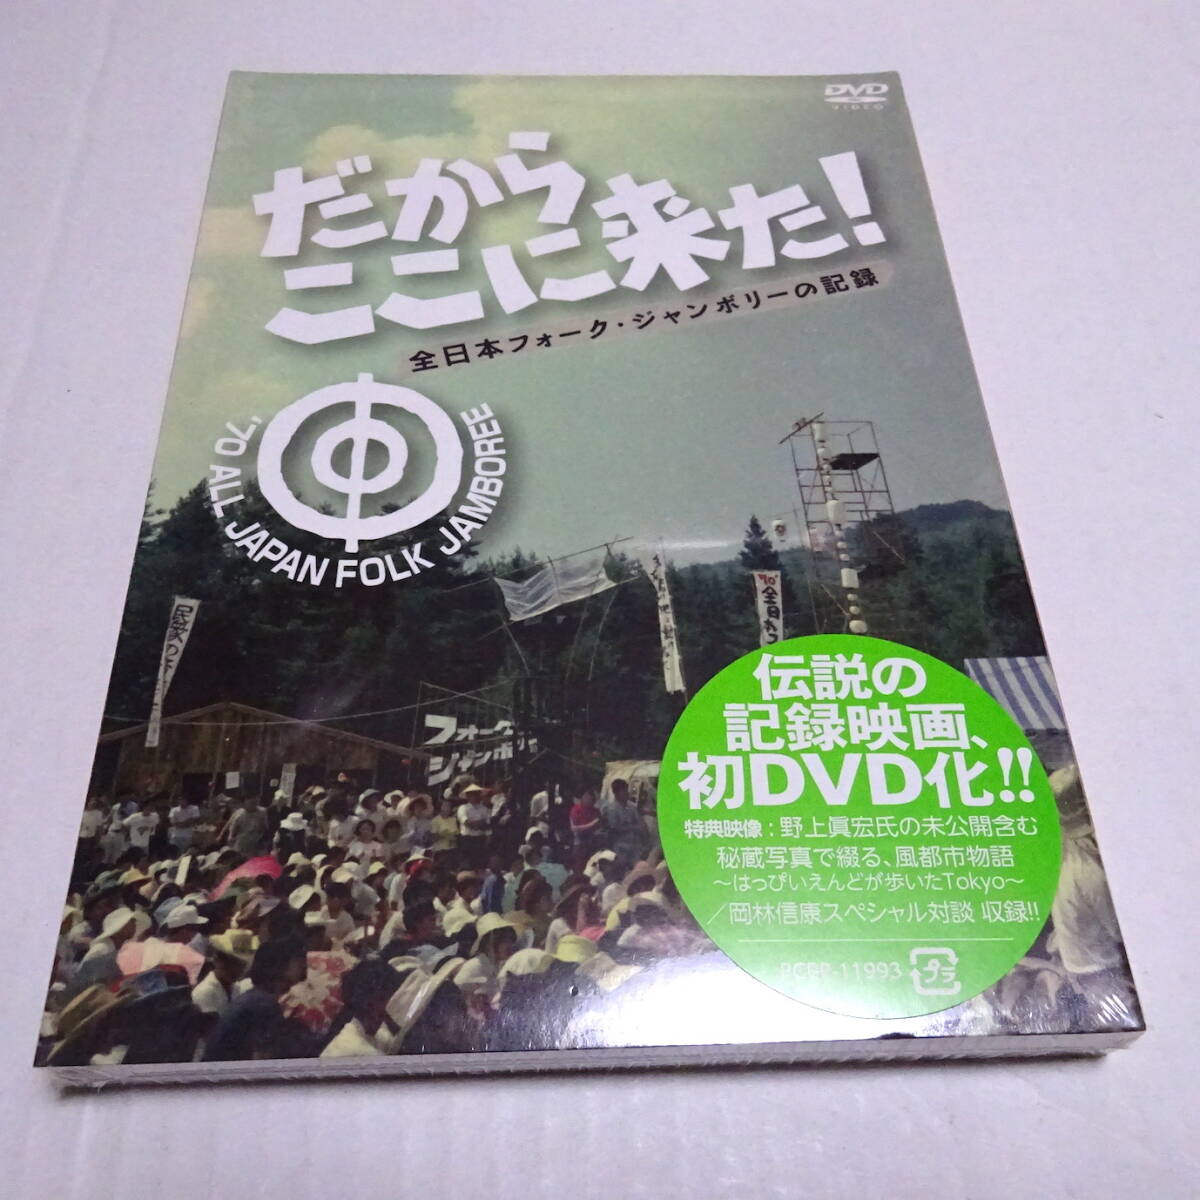 DVD
VIDEO
だから
ここに来た!
全日本フォーク・ジャンボリーの記録
'70 ALL JAPAN FOLK JAMBOREE
フォーク
ジャンボリー
伝説の
記録映画、
初DVD化!!
特典映像：野上眞宏氏の未公開含む
秘蔵写真で綴る、風都市物語
～はっぴいえんどが歩いたTokyo～
／岡林信康スペシャル対談 収録!!
PCBP-11993
プラ